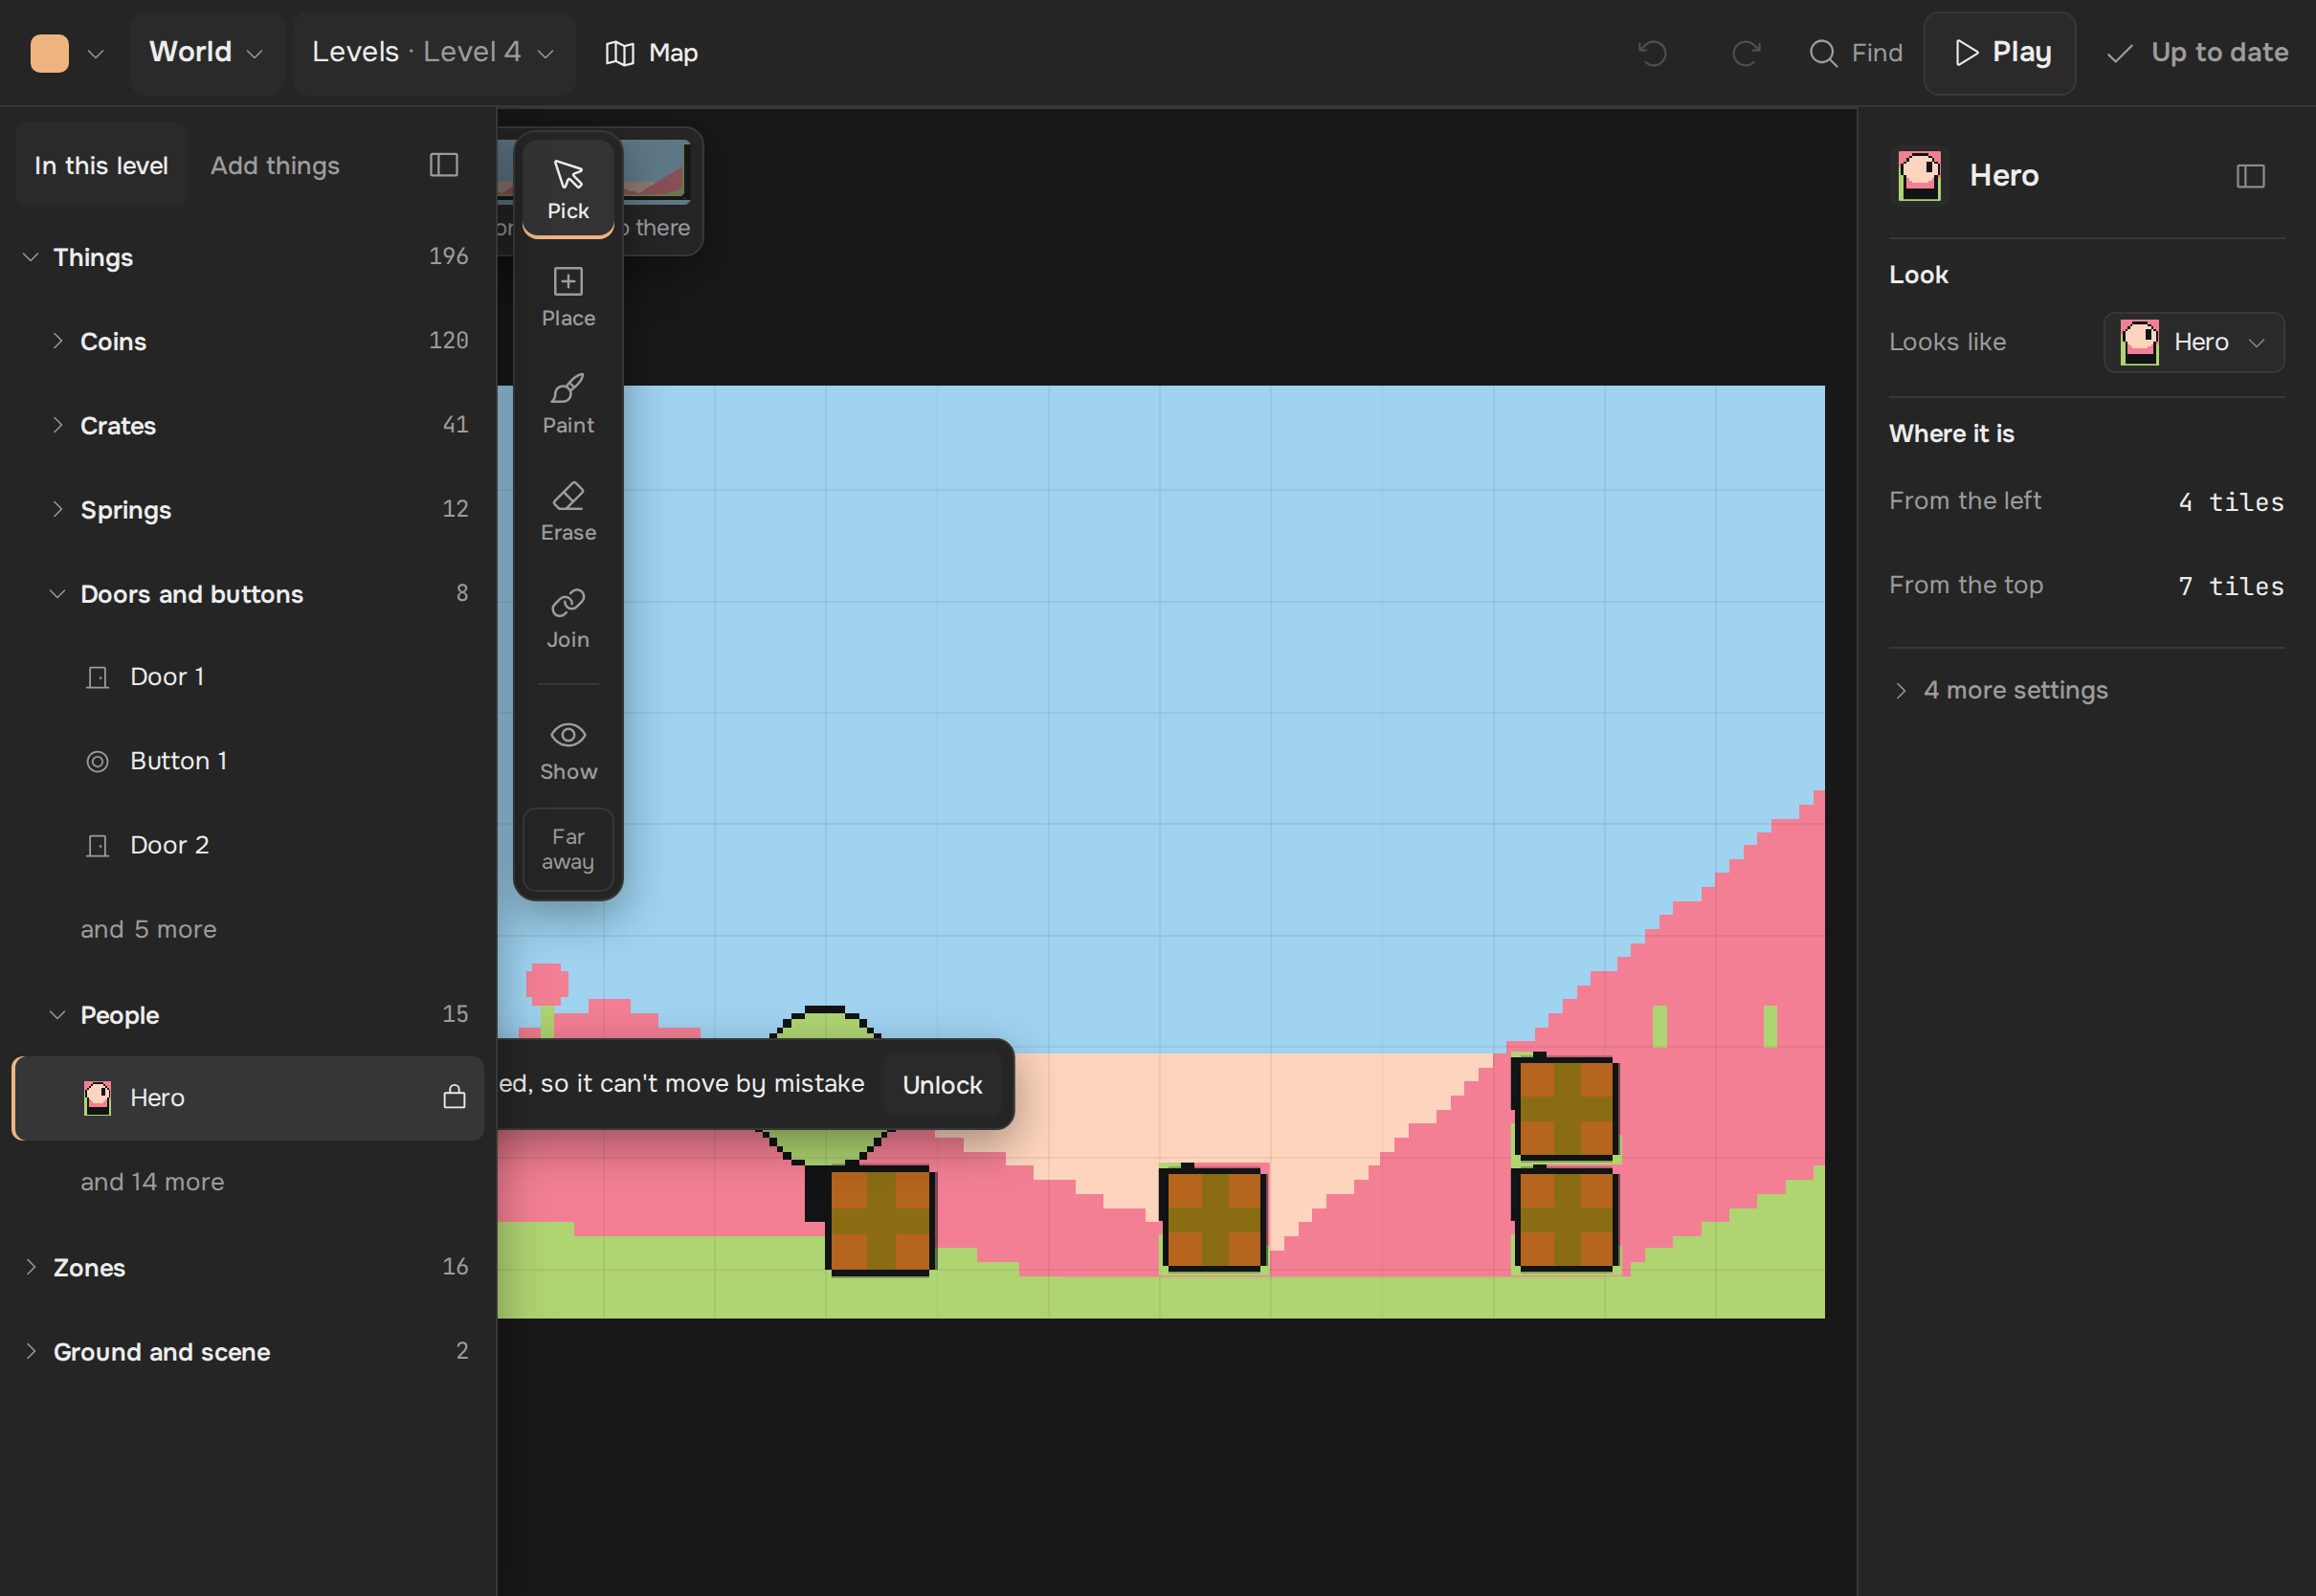 World
Levels · Level 4
Map
Find
Play
Up to date
In this level
Add things
Things 196
Coins 120
Crates 41
Springs 12
Doors and buttons 8
Door 1
Button 1
Door 2
and 5 more
People 15
Hero
and 14 more
Zones 16
Ground and scene 2
there
Pick
Place
Paint
Erase
Join
Show
Far
away
so it can't move by mistake
Unlock
Hero
Look
Looks like Hero
Where it is
From the left 4 tiles
From the top 7 tiles
4 more settings